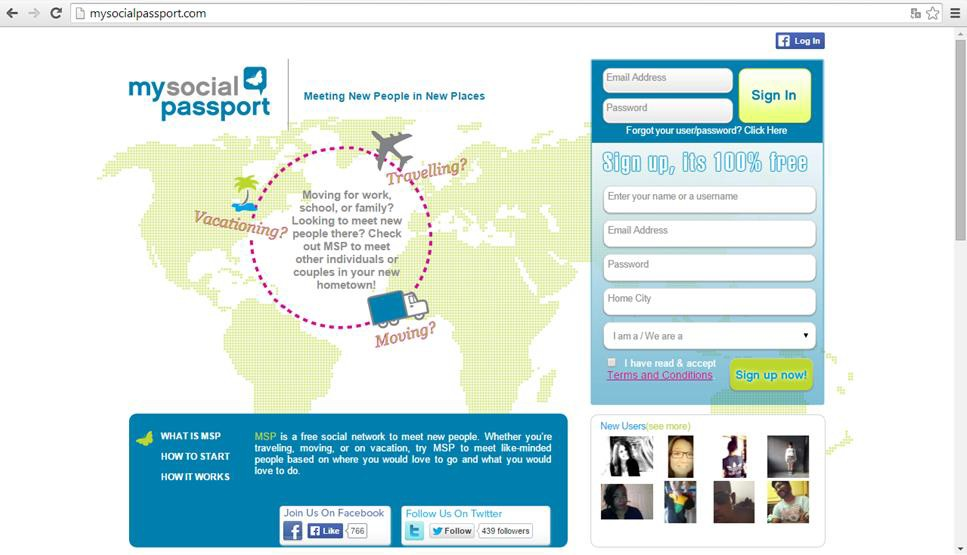 mysocialpassport.com
Log In
mysocial
passport
Meeting New People in New Places
Email Address
Password
Sign In
Forgot your user/password? Click Here
Sign up, its 100% free
Enter your name or a username
Email Address
Password
Home City
I am a / We are a
I have read & accept
Terms and Conditions.
Sign up now!
Travelling?
Vacationing?
Moving?
Moving for work,
school, or family?
Looking to meet new
people there? Check
out MSP to meet
other individuals or
couples in your new
hometown!
WHAT IS MSP
HOW TO START
HOW IT WORKS
MSP is a free social network to meet new people. Whether you're
traveling, moving, or on vacation, try MSP to meet like-minded
people based on where you would love to go and what you would
love to do.
Join Us On Facebook
Like 766
Follow Us On Twitter
Follow 439 followers
New Users(see more)